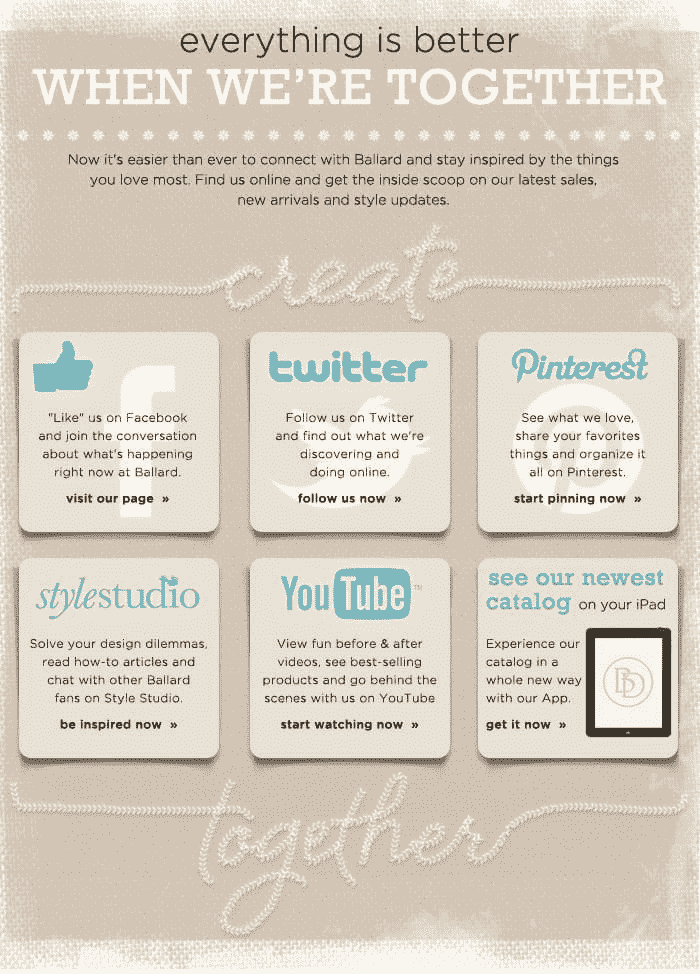 everything is better
WHEN WE'RE TOGETHER
Now it's easier than ever to connect with Ballard and stay inspired by the things
you love most. Find us online and get the inside scoop on our latest sales,
new arrivals and style updates.
create
"Like" us on Facebook
and join the conversation
about what's happening
right now at Ballard.
visit our page »
twitter
Follow us on Twitter
and find out what we're
discovering and
doing online.
follow us now »
Pinterest
See what we love,
share your favorites
things and organize it
all on Pinterest.
start pinning now »
stylestudio
Solve your design dilemmas,
read how-to articles and
chat with other Ballard
fans on Style Studio.
be inspired now »
YouTube™
View fun before & after
videos, see best-selling
products and go behind the
scenes with us on YouTube
start watching now »
see our newest
catalog on your iPad
Experience our
catalog in a
whole new way
with our App.
get it now »
BD
together